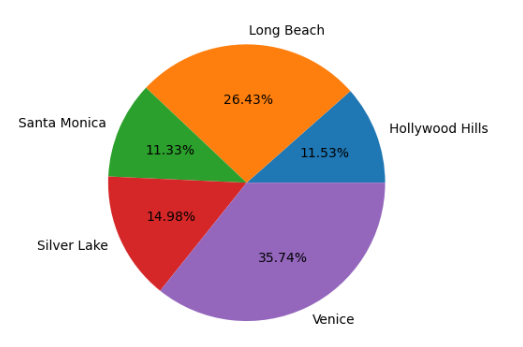 Long Beach
26.43%
Santa Monica
11.33%
Hollywood Hills
11.53%
Silver Lake
14.98%
35.74%
Venice